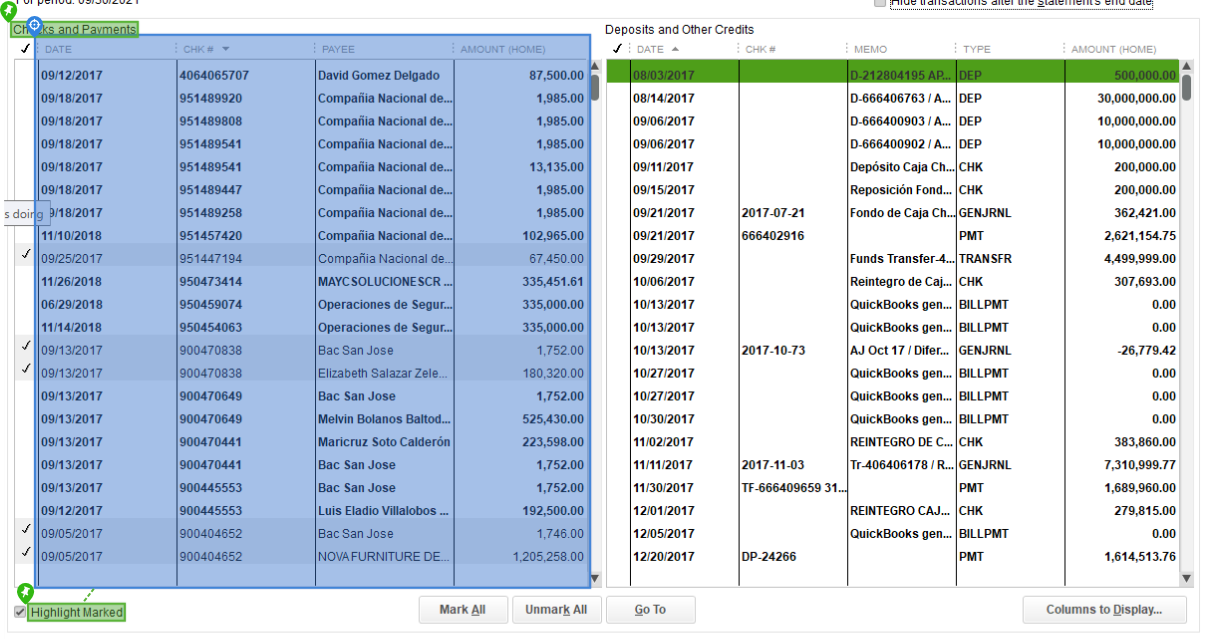 For period: 09/30/2021
Hide transactions after the statement's end date
Checks and Payments
Deposits and Other Credits
✓ DATE CHK # ▼ PAYEE AMOUNT (HOME)
✓ DATE ▲ CHK # MEMO TYPE AMOUNT (HOME)
09/12/2017 4064065707 David Gomez Delgado 87,500.00
08/03/2017 D-212804195 AP... DEP 500,000.00
09/18/2017 951489920 Compañia Nacional de... 1,985.00
08/14/2017 D-666406763 / A... DEP 30,000,000.00
09/18/2017 951489808 Compañia Nacional de... 1,985.00
09/06/2017 D-666400903 / A... DEP 10,000,000.00
09/18/2017 951489541 Compañia Nacional de... 1,985.00
09/06/2017 D-666400902 / A... DEP 10,000,000.00
09/18/2017 951489541 Compañia Nacional de... 13,135.00
09/11/2017 Depósito Caja Ch... CHK 200,000.00
09/18/2017 951489447 Compañia Nacional de... 1,985.00
09/15/2017 Reposición Fond... CHK 200,000.00
s doing
9/18/2017 951489258 Compañia Nacional de... 1,985.00
09/21/2017 2017-07-21 Fondo de Caja Ch... GENJRNL 362,421.00
11/10/2018 951457420 Compañia Nacional de... 102,965.00
09/21/2017 666402916 PMT 2,621,154.75
✓ 09/25/2017 951447194 Compañia Nacional de... 67,450.00
09/29/2017 Funds Transfer-4... TRANSFR 4,499,999.00
11/26/2018 950473414 MAYCSOLUCIONESCR ... 335,451.61
10/06/2017 Reintegro de Caj... CHK 307,693.00
06/29/2018 950459074 Operaciones de Segur... 335,000.00
10/13/2017 QuickBooks gen... BILLPMT 0.00
11/14/2018 950454063 Operaciones de Segur... 335,000.00
10/13/2017 QuickBooks gen... BILLPMT 0.00
✓ 09/13/2017 900470838 Bac San Jose 1,752.00
10/13/2017 2017-10-73 AJ Oct 17 / Difer... GENJRNL -26,779.42
✓ 09/13/2017 900470838 Elizabeth Salazar Zele... 180,320.00
10/27/2017 QuickBooks gen... BILLPMT 0.00
09/13/2017 900470649 Bac San Jose 1,752.00
10/27/2017 QuickBooks gen... BILLPMT 0.00
09/13/2017 900470649 Melvin Bolanos Baltod... 525,430.00
10/30/2017 QuickBooks gen... BILLPMT 0.00
09/13/2017 900470441 Maricruz Soto Calderón 223,598.00
11/02/2017 REINTEGRO DE C... CHK 383,860.00
09/13/2017 900470441 Bac San Jose 1,752.00
11/11/2017 2017-11-03 Tr-406406178 / R... GENJRNL 7,310,999.77
09/13/2017 900445553 Bac San Jose 1,752.00
11/30/2017 TF-666409659 31... PMT 1,689,960.00
09/12/2017 900445553 Luis Eladio Villalobos ... 192,500.00
12/01/2017 REINTEGRO CAJ... CHK 279,815.00
✓ 09/05/2017 900404652 Bac San Jose 1,746.00
12/05/2017 QuickBooks gen... BILLPMT 0.00
✓ 09/05/2017 900404652 NOVAFURNITURE DE... 1,205,258.00
12/20/2017 DP-24266 PMT 1,614,513.76
Highlight Marked
Mark All
Unmark All
Go To
Columns to Display...